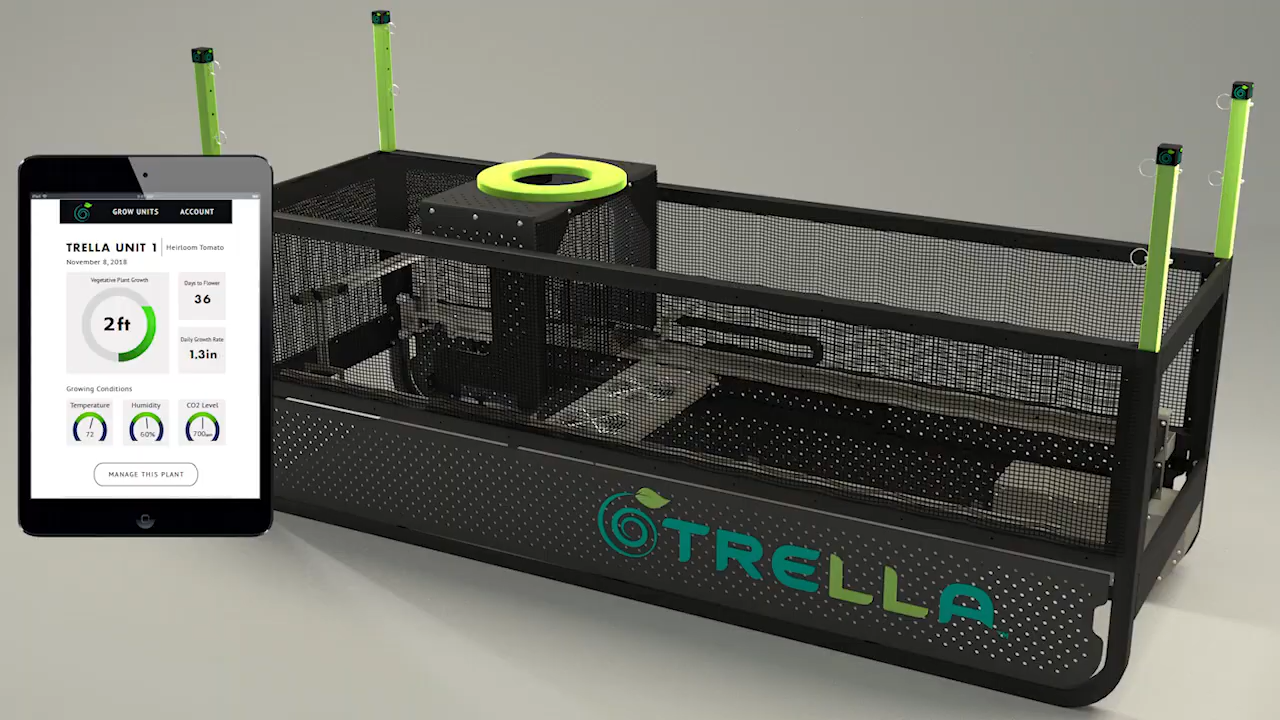 GROW UNITS ACCOUNT
TRELLA UNIT 1 Heirloom Tomato
November 8, 2018
Vegetative Plant Growth
2ft
Days to Flower
36
Daily Growth Rate
1.3in
Growing Conditions
Temperature Humidity CO2 Level
72 60% 700ppm
MANAGE THIS PLANT
TRELLA